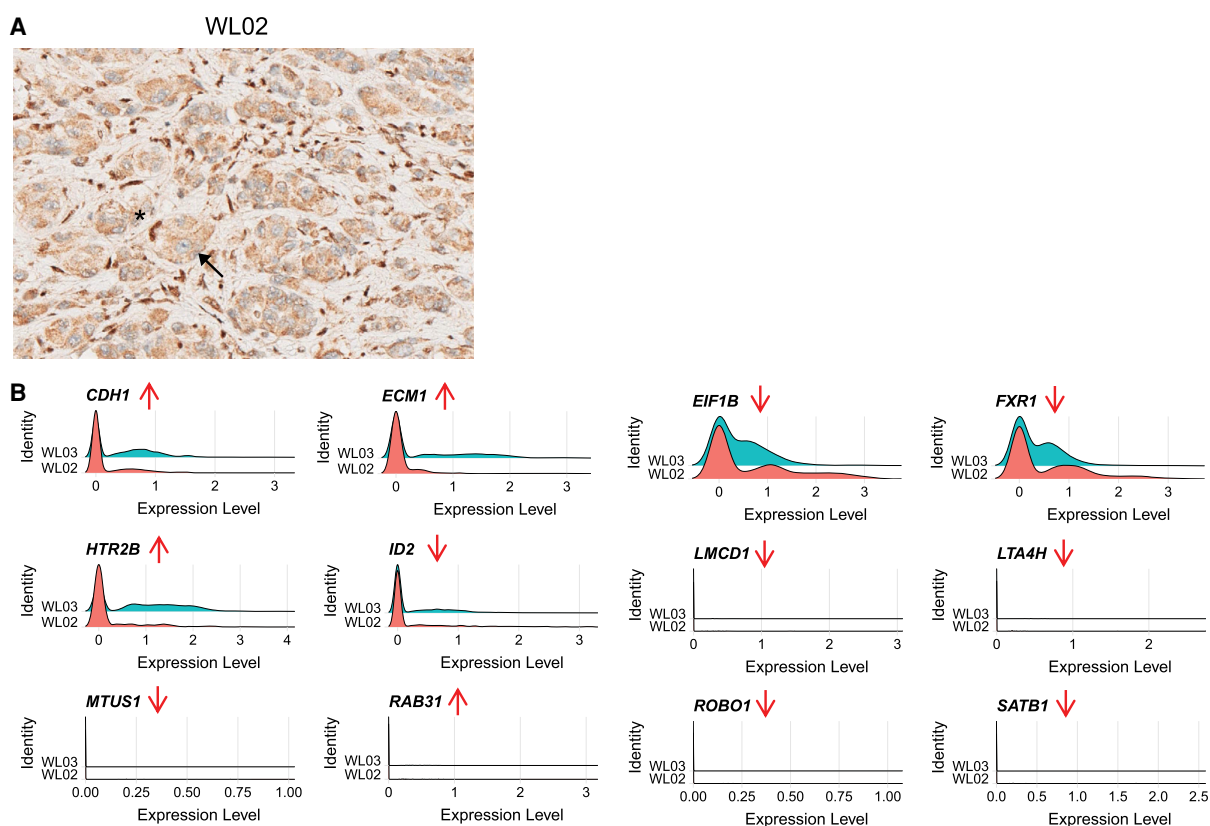 A
WL02
*
B
CDH1
Identity
WL03
WL02
0 1 2 3
Expression Level
ECM1
Identity
WL03
WL02
0 1 2 3
Expression Level
EIF1B
Identity
WL03
WL02
0 1 2 3
Expression Level
FXR1
Identity
WL03
WL02
0 1 2 3
Expression Level
HTR2B
Identity
WL03
WL02
0 1 2 3 4
Expression Level
ID2
Identity
WL03
WL02
0 1 2 3
Expression Level
LMCD1
Identity
WL03
WL02
0 1 2 3
Expression Level
LTA4H
Identity
WL03
WL02
0 1 2
Expression Level
MTUS1
Identity
WL03
WL02
0.00 0.25 0.50 0.75 1.00
Expression Level
RAB31
Identity
WL03
WL02
0 1 2 3
Expression Level
ROBO1
Identity
WL03
WL02
0.00 0.25 0.50 0.75 1.00
Expression Level
SATB1
Identity
WL03
WL02
0.0 0.5 1.0 1.5 2.0 2.5
Expression Level